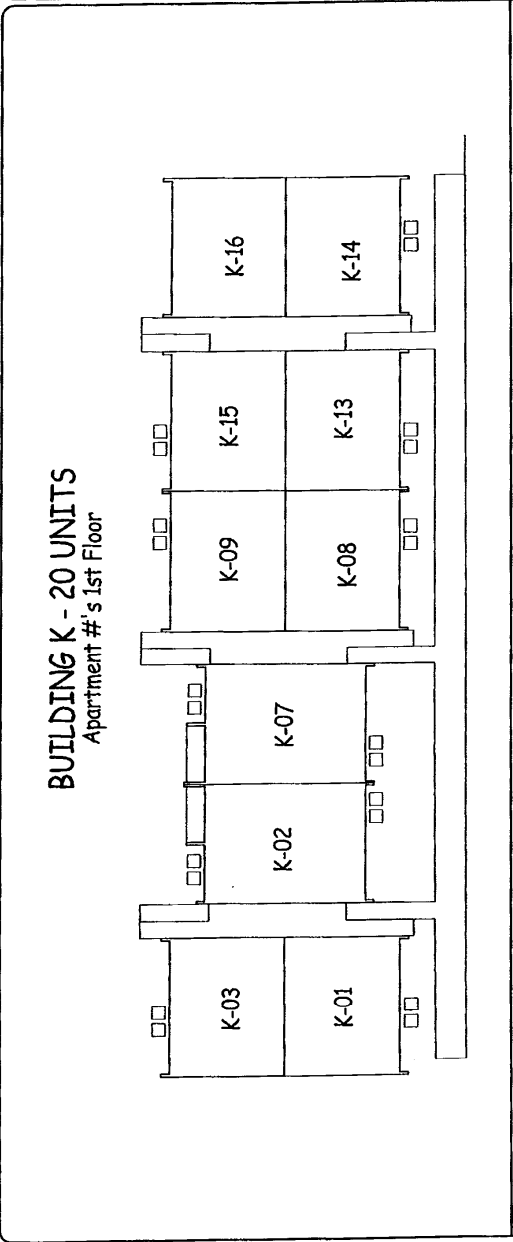 BUILDING K - 20 UNITS
Apartment #'s 1st Floor
K-03
K-09
K-15
K-16
K-02
K-07
K-01
K-08
K-13
K-14